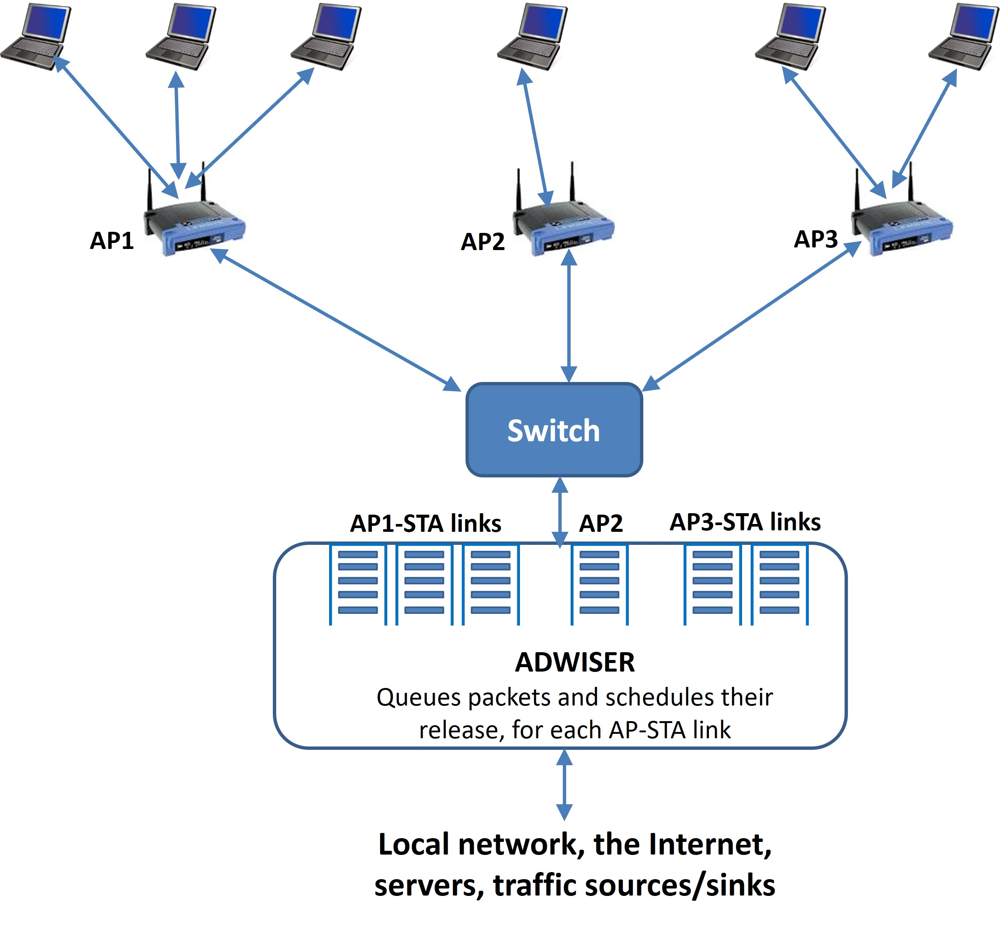 AP1
AP2
AP3
Switch
AP1-STA links
AP2
AP3-STA links
ADWISER
Queues packets and schedules their
release, for each AP-STA link
Local network, the Internet,
servers, traffic sources/sinks